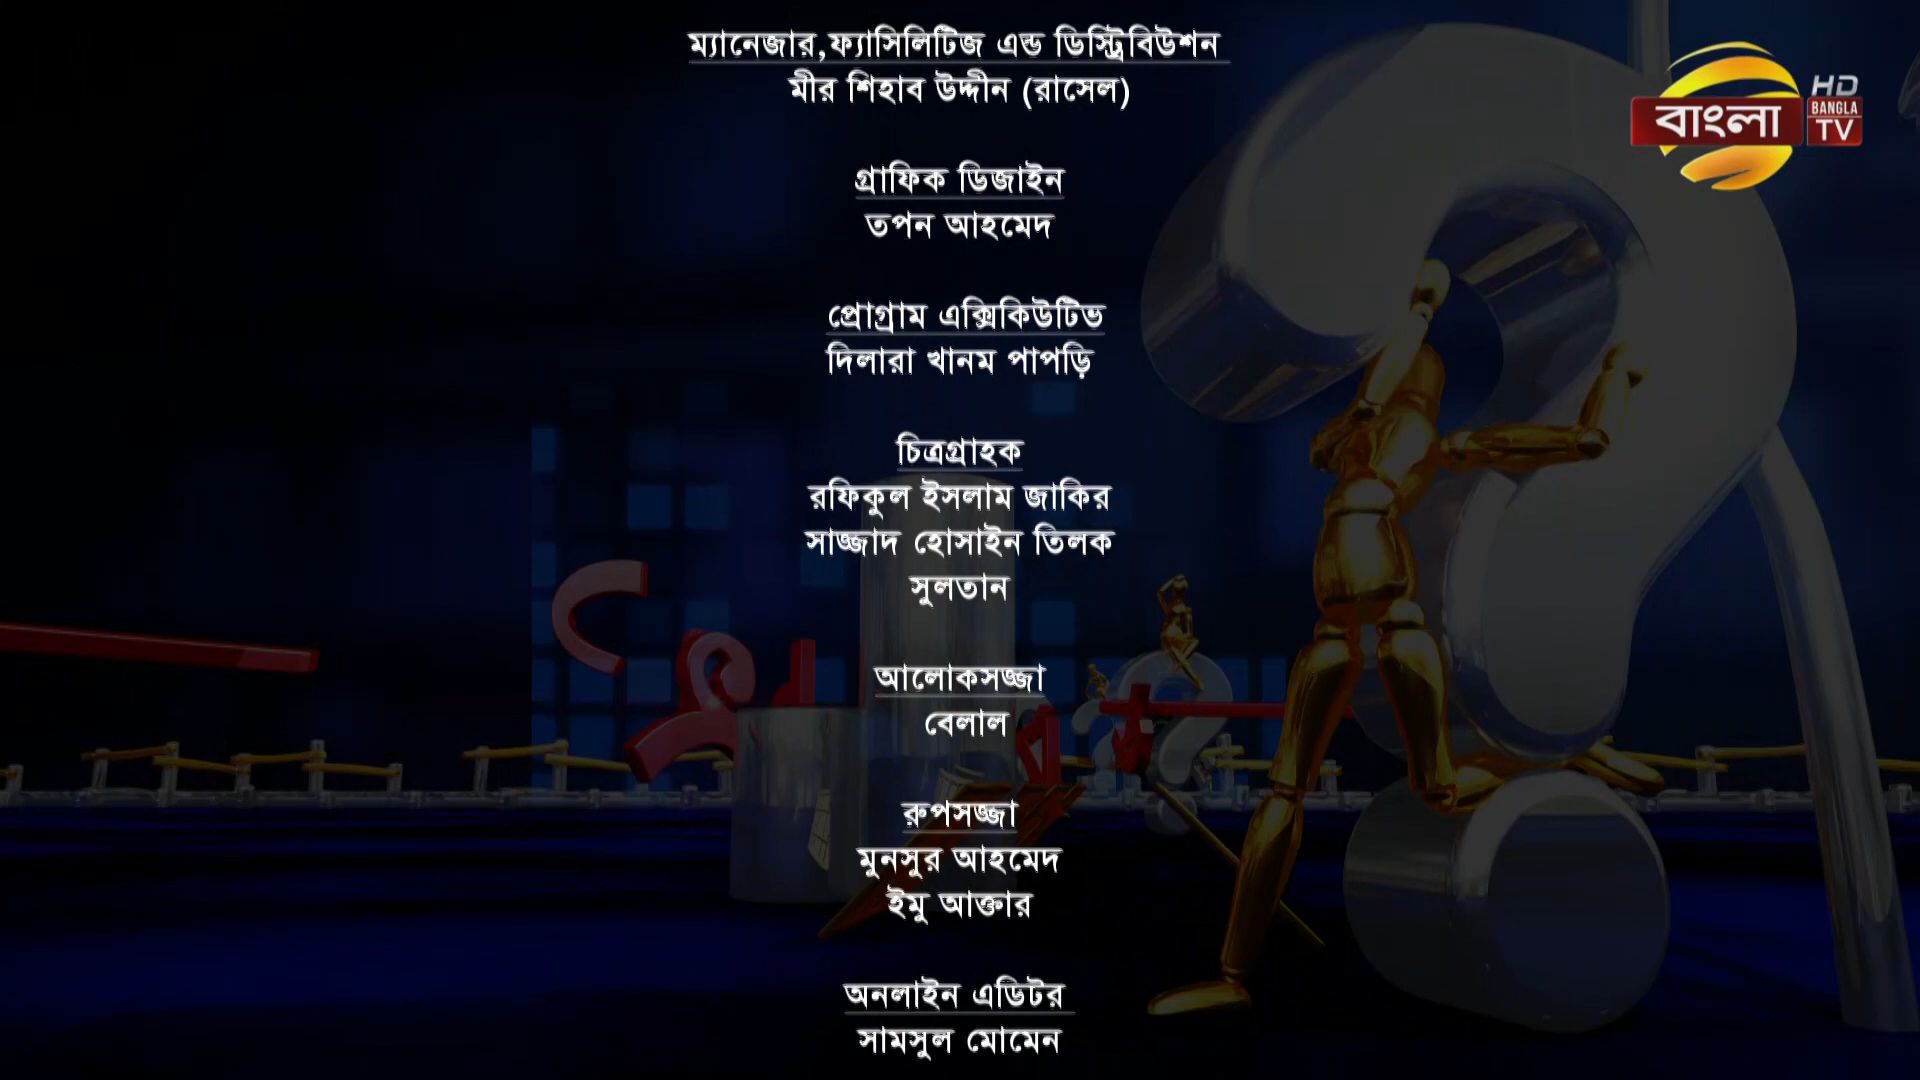 ম্যানেজার,ফ্যাসিলিটিজ এন্ড ডিস্ট্রিবিউশন
মীর শিহাব উদ্দীন (রাসেল)
গ্রাফিক ডিজাইন
তপন আহমেদ
প্রোগ্রাম এক্সিকিউটিভ
দিলারা খানম পাপড়ি
চিত্রগ্রাহক
রফিকুল ইসলাম জাকির
সাজ্জাদ হোসাইন তিলক
সুলতান
আলোকসজ্জা
বেলাল
রুপসজ্জা
মুনসুর আহমেদ
ইমু আক্তার
অনলাইন এডিটর
সামসুল মোমেন
বাংলা
HD
BANGLA
TV